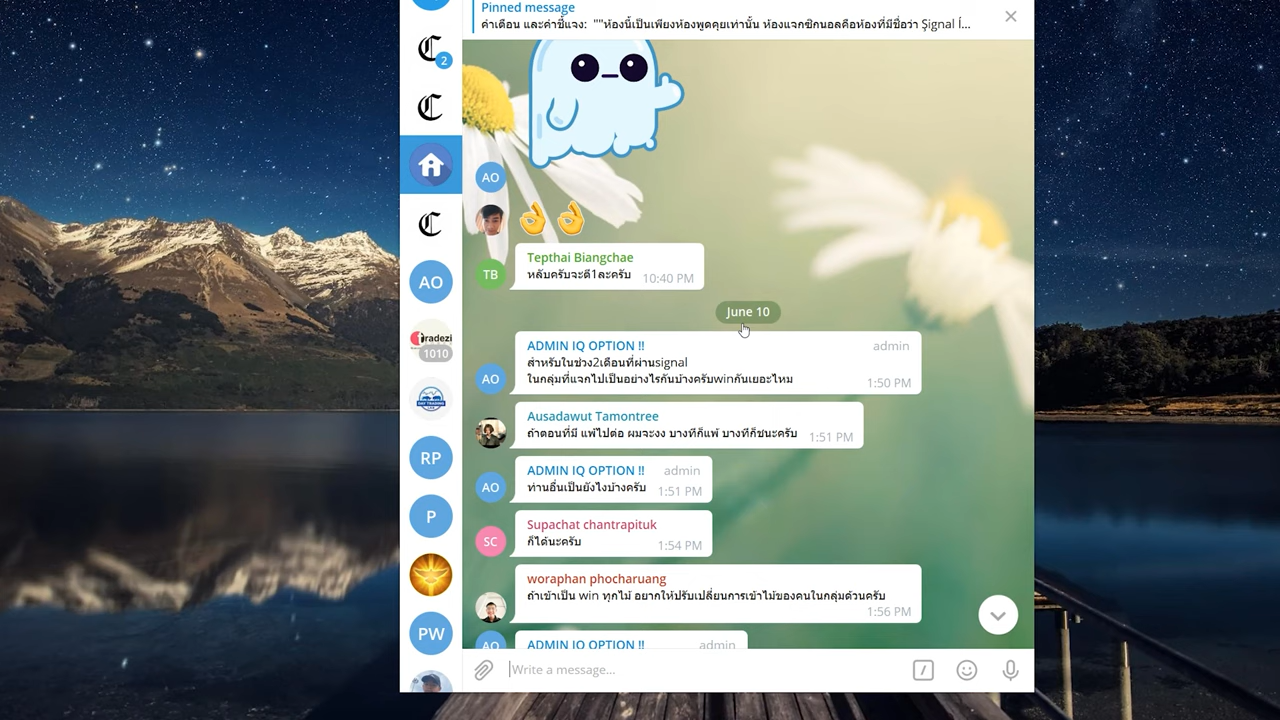 Pinned message
คำเตือน และคำชี้แจง: ""ห้องนี้เป็นเพียงห้องพูดคุยเท่านั้น ห้องแจกซิกนอลคือห้องที่มีชื่อว่า Şignal
2
AO
Tepthai Biangchae
TB
หลับครับจะตี1ละครับ 10:40 PM
AO
June 10
1010
ADMIN IQ OPTION !! admin
สำหรับในช่วง2เดือนที่ผ่านsignal
AO
ในกลุ่มที่แจกไปเป็นอย่างไรกันบ้างครับwinกันเยอะไหม 1:50 PM
Ausadawut Tamontree
ถ้าตอนที่มี แพ้ไปต่อ ผมจะงง บางทีก็แพ้ บางทีก็ชนะครับ 1:51 PM
RP
ADMIN IQ OPTION !! admin
AO
ท่านอื่นเป็นยังไงบ้างครับ 1:51 PM
P
Supachat chantrapituk
SC
ก็ได้นะครับ 1:54 PM
woraphan phocharuang
ถ้าเข้าเป็น win ทุกไม้ อยากให้ปรับเปลี่ยนการเข้าไม้ของคนในกลุ่มด้วนครับ
1:56 PM
PW
ADMIN IQ OPTION !! admin
AO
Write a message...